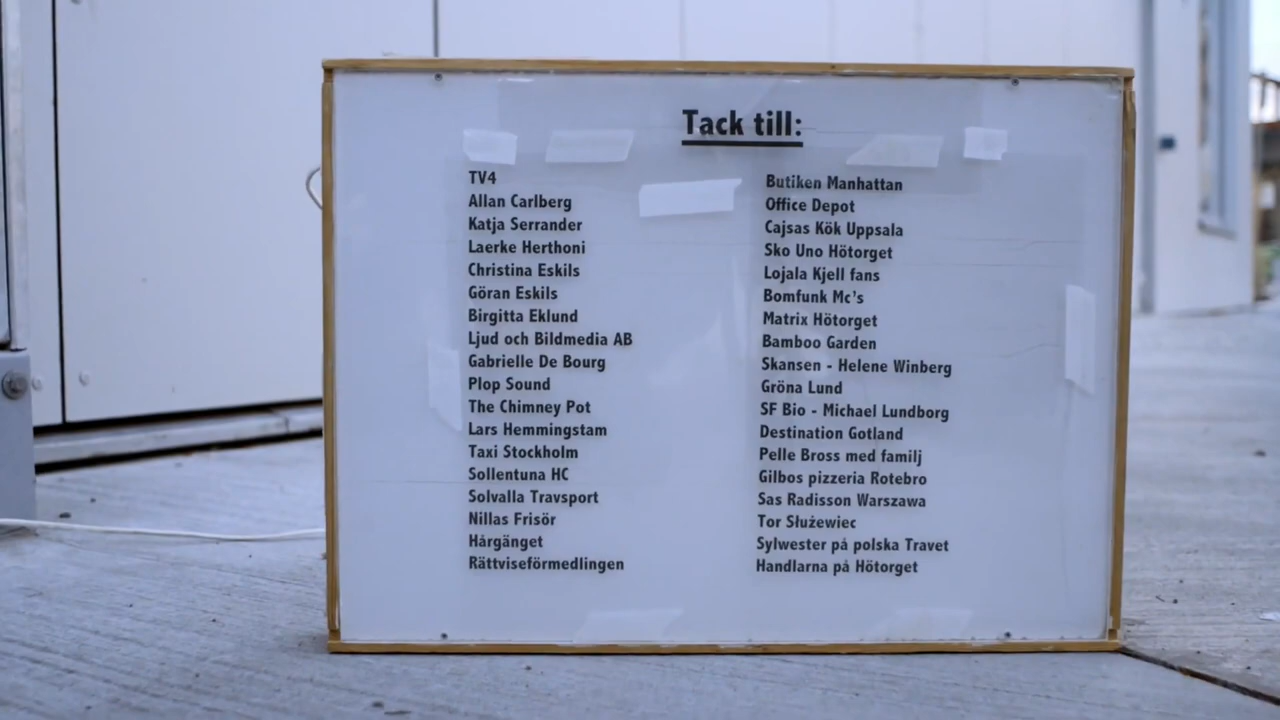 Tack till:
TV4
Allan Carlberg
Katja Serrander
Laerke Herthoni
Christina Eskils
Göran Eskils
Birgitta Eklund
Ljud och Bildmedia AB
Gabrielle De Bourg
Plop Sound
The Chimney Pot
Lars Hemmingstam
Taxi Stockholm
Sollentuna HC
Solvalla Travsport
Nillas Frisör
Hårgänget
Rättviseförmedlingen
Butiken Manhattan
Office Depot
Cajsas Kök Uppsala
Sko Uno Hötorget
Lojala Kjell fans
Bomfunk Mc's
Matrix Hötorget
Bamboo Garden
Skansen - Helene Winberg
Gröna Lund
SF Bio - Michael Lundborg
Destination Gotland
Pelle Bross med familj
Gilbos pizzeria Rotebro
Sas Radisson Warszawa
Tor Służewiec
Sylwester på polska Travet
Handlarna på Hötorget